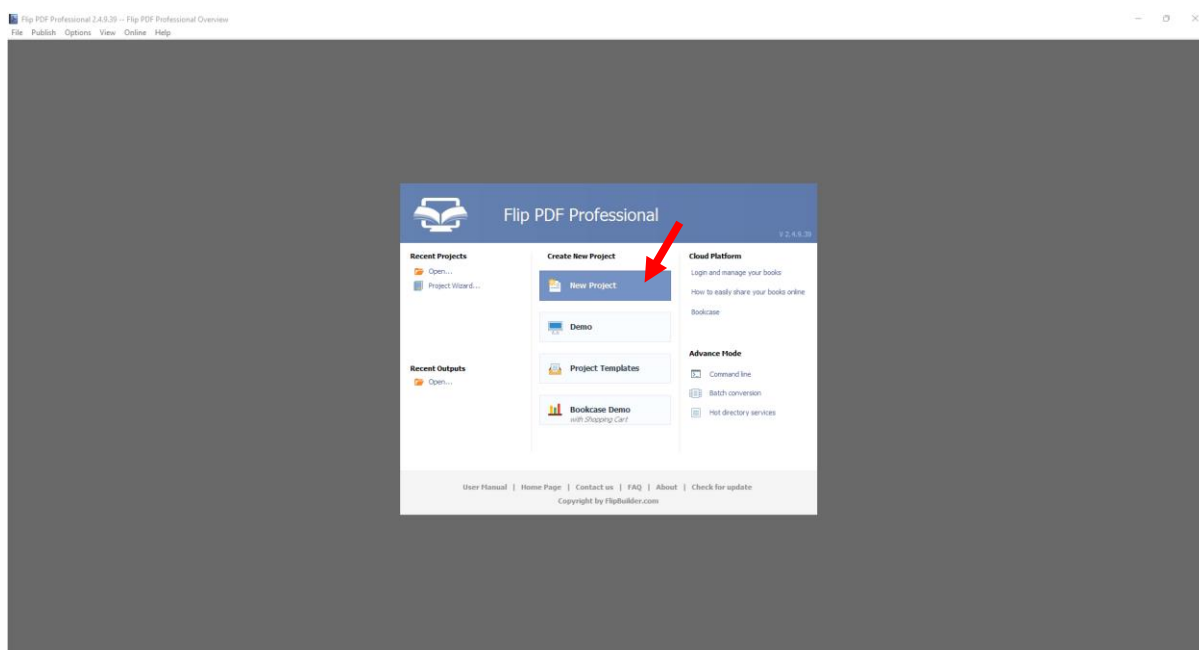 Flip PDF Professional 2.4.9.39 -- Flip PDF Professional Overview
File Publish Options View Online Help
Flip PDF Professional
V 2.4.9.39
Recent Projects
Open...
Project Wizard...
Recent Outputs
Open...
Create New Project
New Project
Demo
Project Templates
Bookcase Demo
with Shopping Cart
Cloud Platform
Login and manage your books
How to easily share your books online
Bookcase
Advance Mode
Command line
Batch conversion
Hot directory services
User Manual | Home Page | Contact us | FAQ | About | Check for update
Copyright by FlipBuilder.com